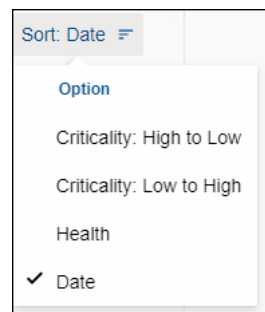 Sort: Date
Option
Criticality: High to Low
Criticality: Low to High
Health
Date